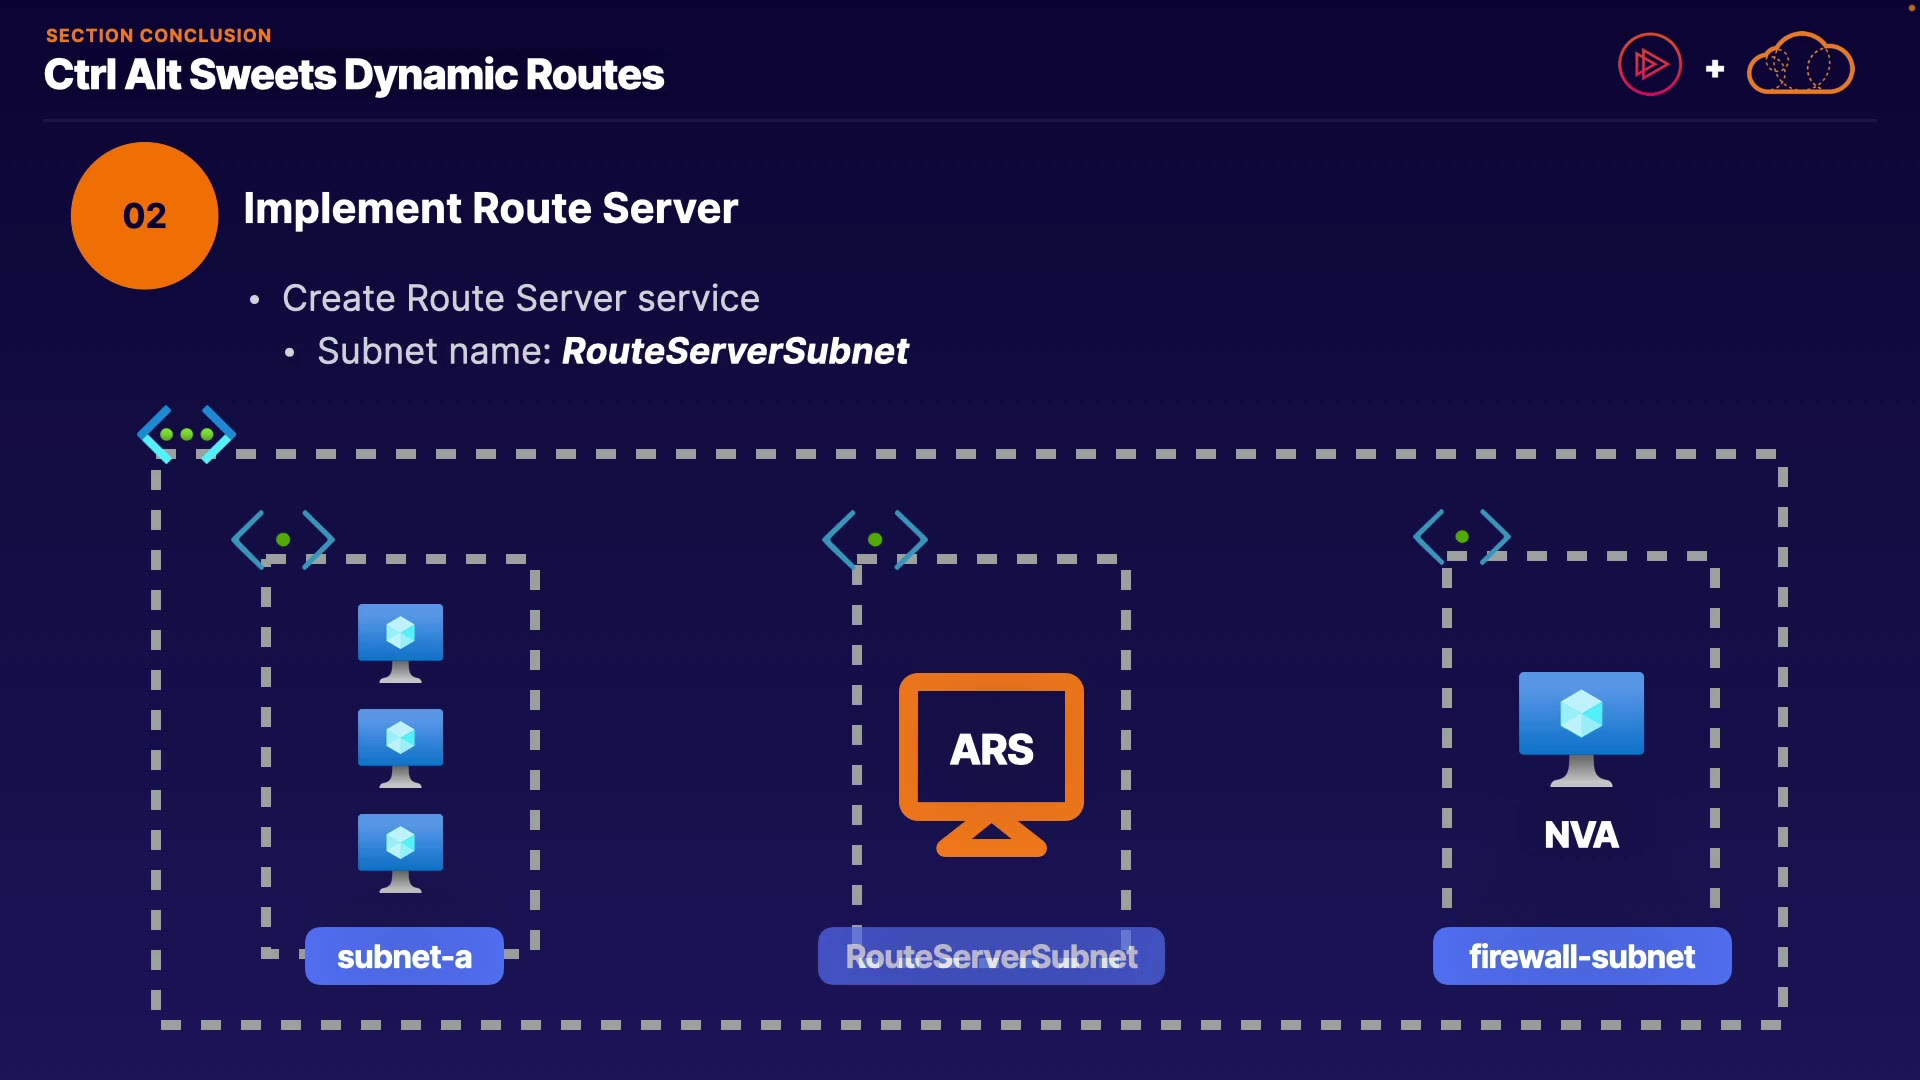 SECTION CONCLUSION
Ctrl Alt Sweets Dynamic Routes
+
02
Implement Route Server
• Create Route Server service
• Subnet name: RouteServerSubnet
ARS
NVA
subnet-a
RouteServerSubnet
firewall-subnet